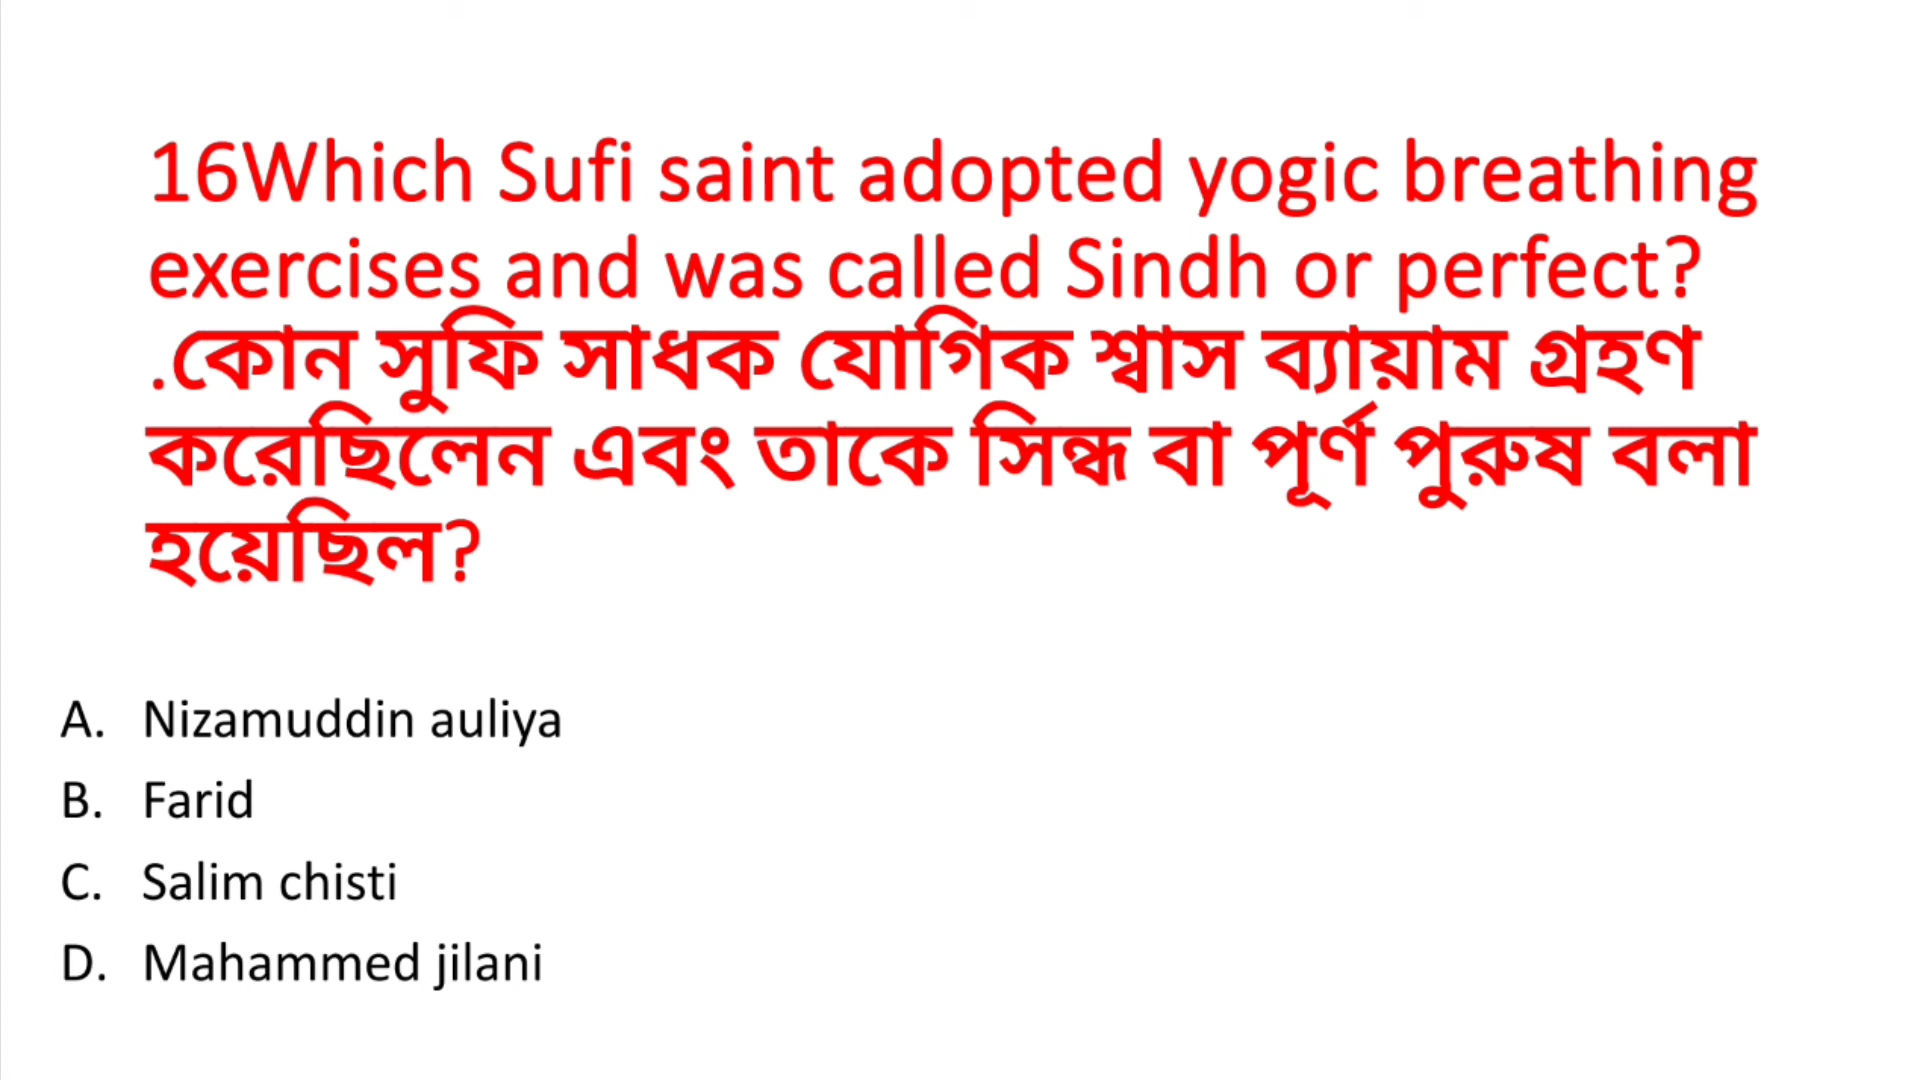 16Which Sufi saint adopted yogic breathing
exercises and was called Sindh or perfect?
.কোন সুফি সাধক যোগিক শ্বাস ব্যায়াম গ্রহণ
করেছিলেন এবং তাকে সিন্ধ বা পূর্ণ পুরুষ বলা
হয়েছিল?
A. Nizamuddin auliya
B. Farid
C. Salim chisti
D. Mahammed jilani